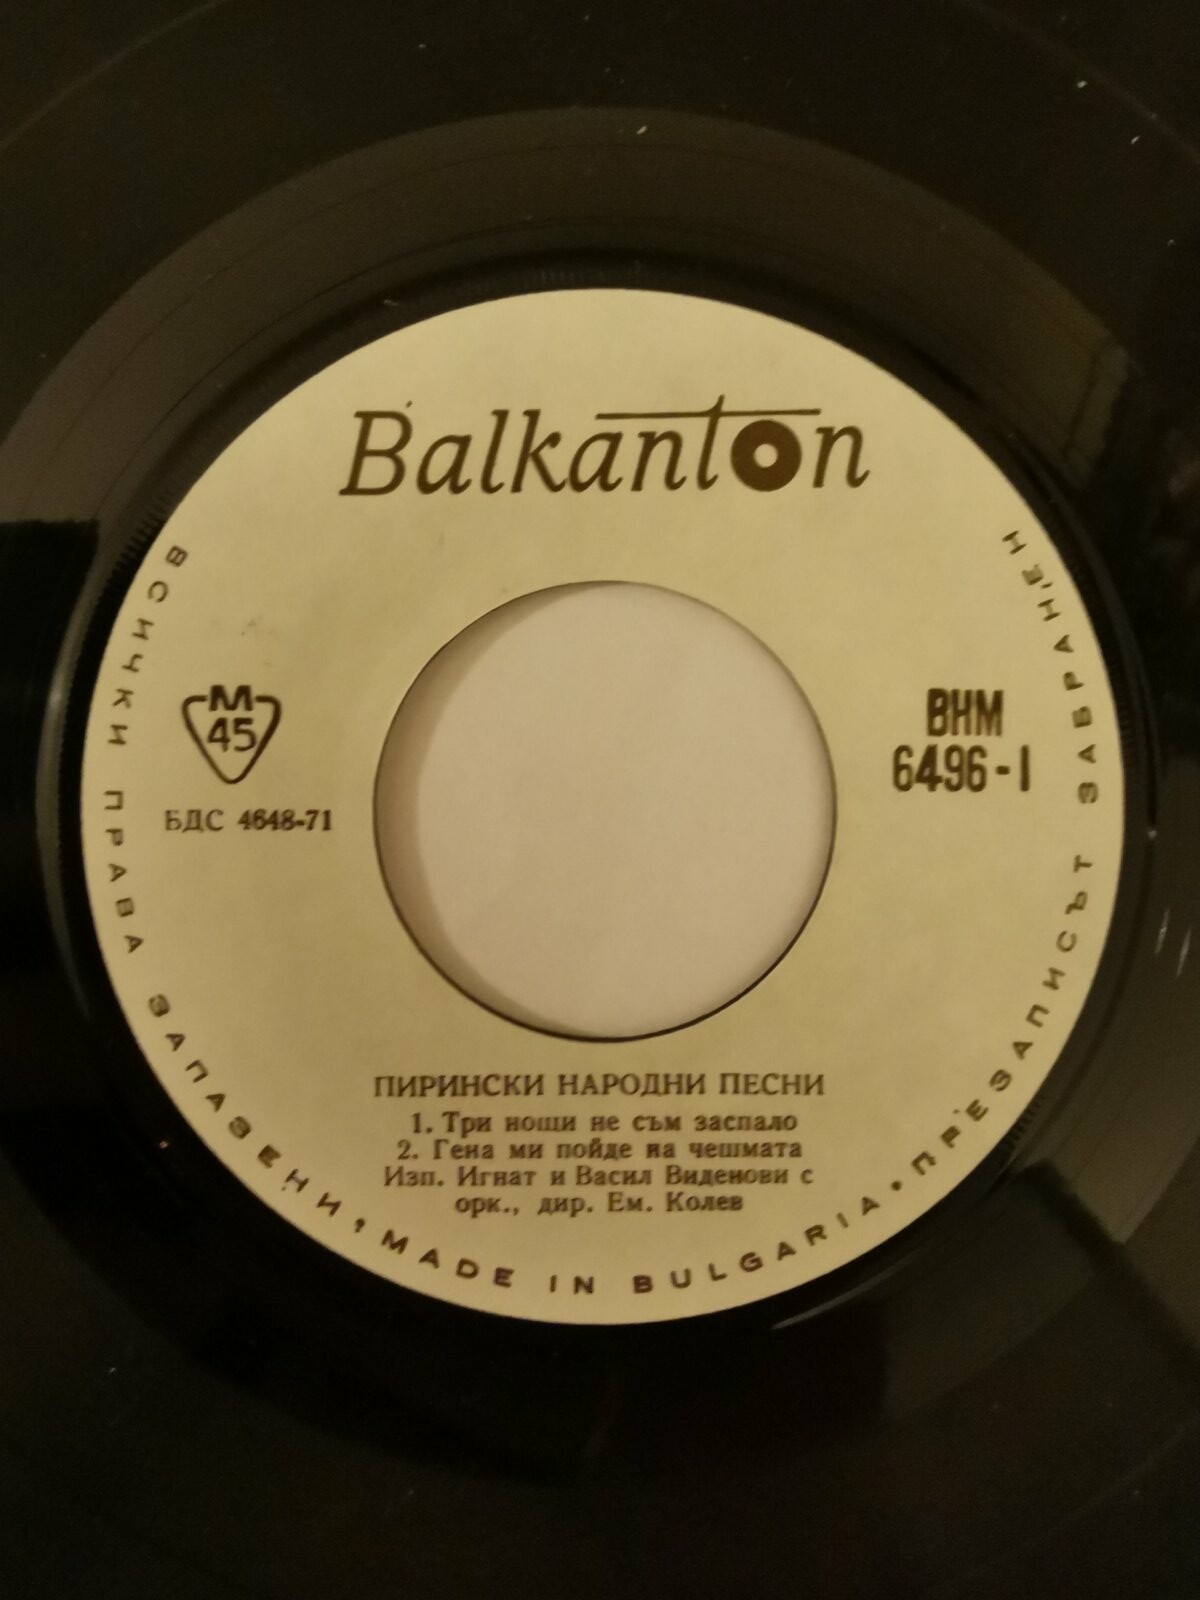 Balkanton
М
45
БДС 4648-71
ВНМ
6496-I
ПИРИНСКИ НАРОДНИ ПЕСНИ
1. Три нощи не съм заспало
2. Гена ми пойде на чешмата
Изп. Игнат и Васил Виденови с
орк., дир. Ем. Колев
ВСИЧКИ ПРАВА ЗАПАЗЕНИ • MADE IN BULGARIA • ПРЕЗАПИСЪТ ЗАБРАНЕН